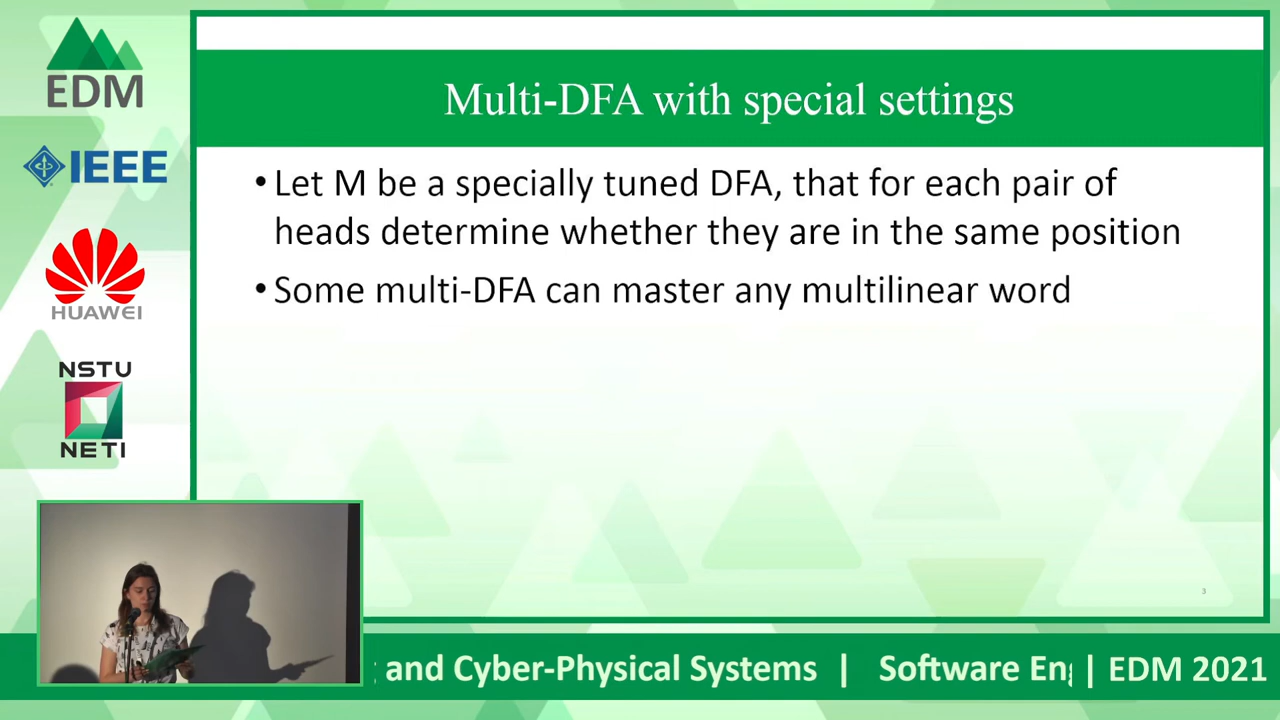 EDM
IEEE
HUAWEI
NSTU
NETI
Multi-DFA with special settings
•Let M be a specially tuned DFA, that for each pair of
heads determine whether they are in the same position
•Some multi-DFA can master any multilinear word
3
and Cyber-Physical Systems | Software Eng | EDM 2021